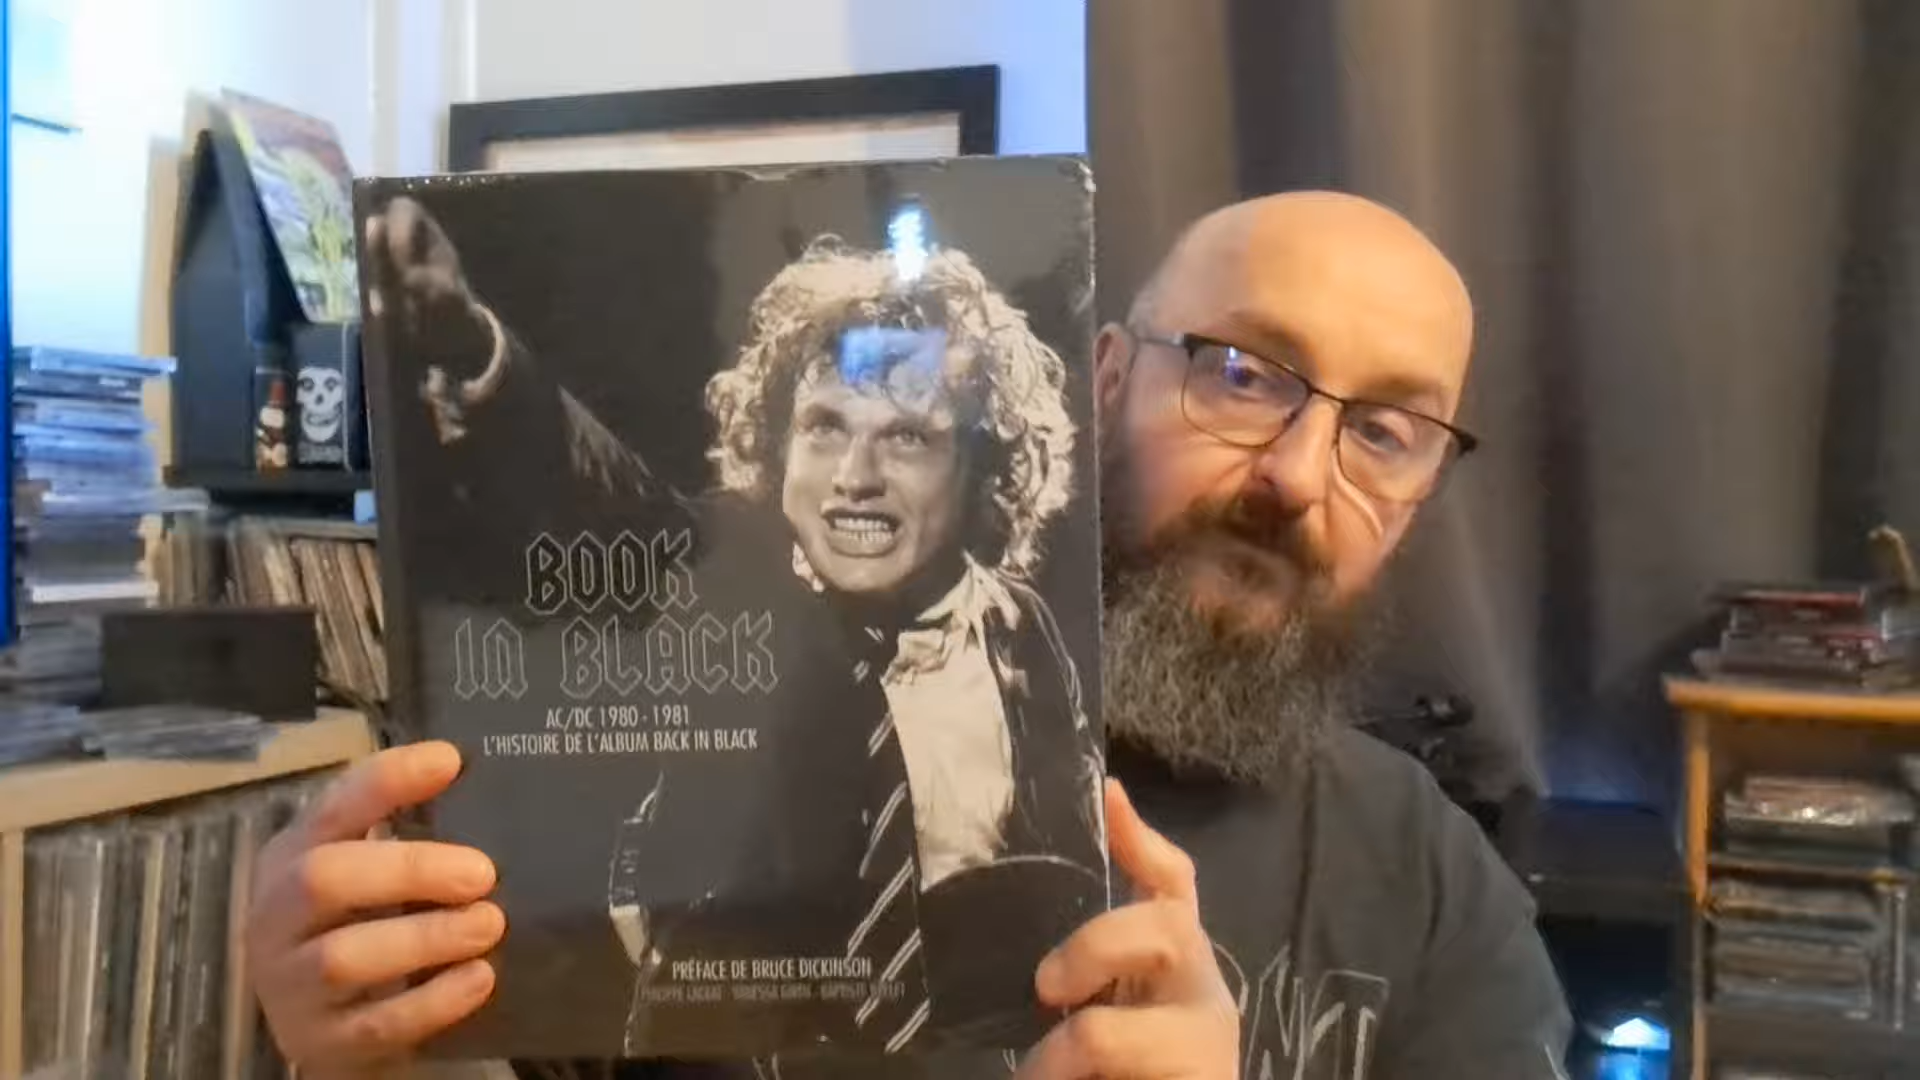 BOOK
IN BLACK
AC/DC 1980 - 1981
L'HISTOIRE DE L'ALBUM BACK IN BLACK
PRÉFACE DE BRUCE DICKINSON